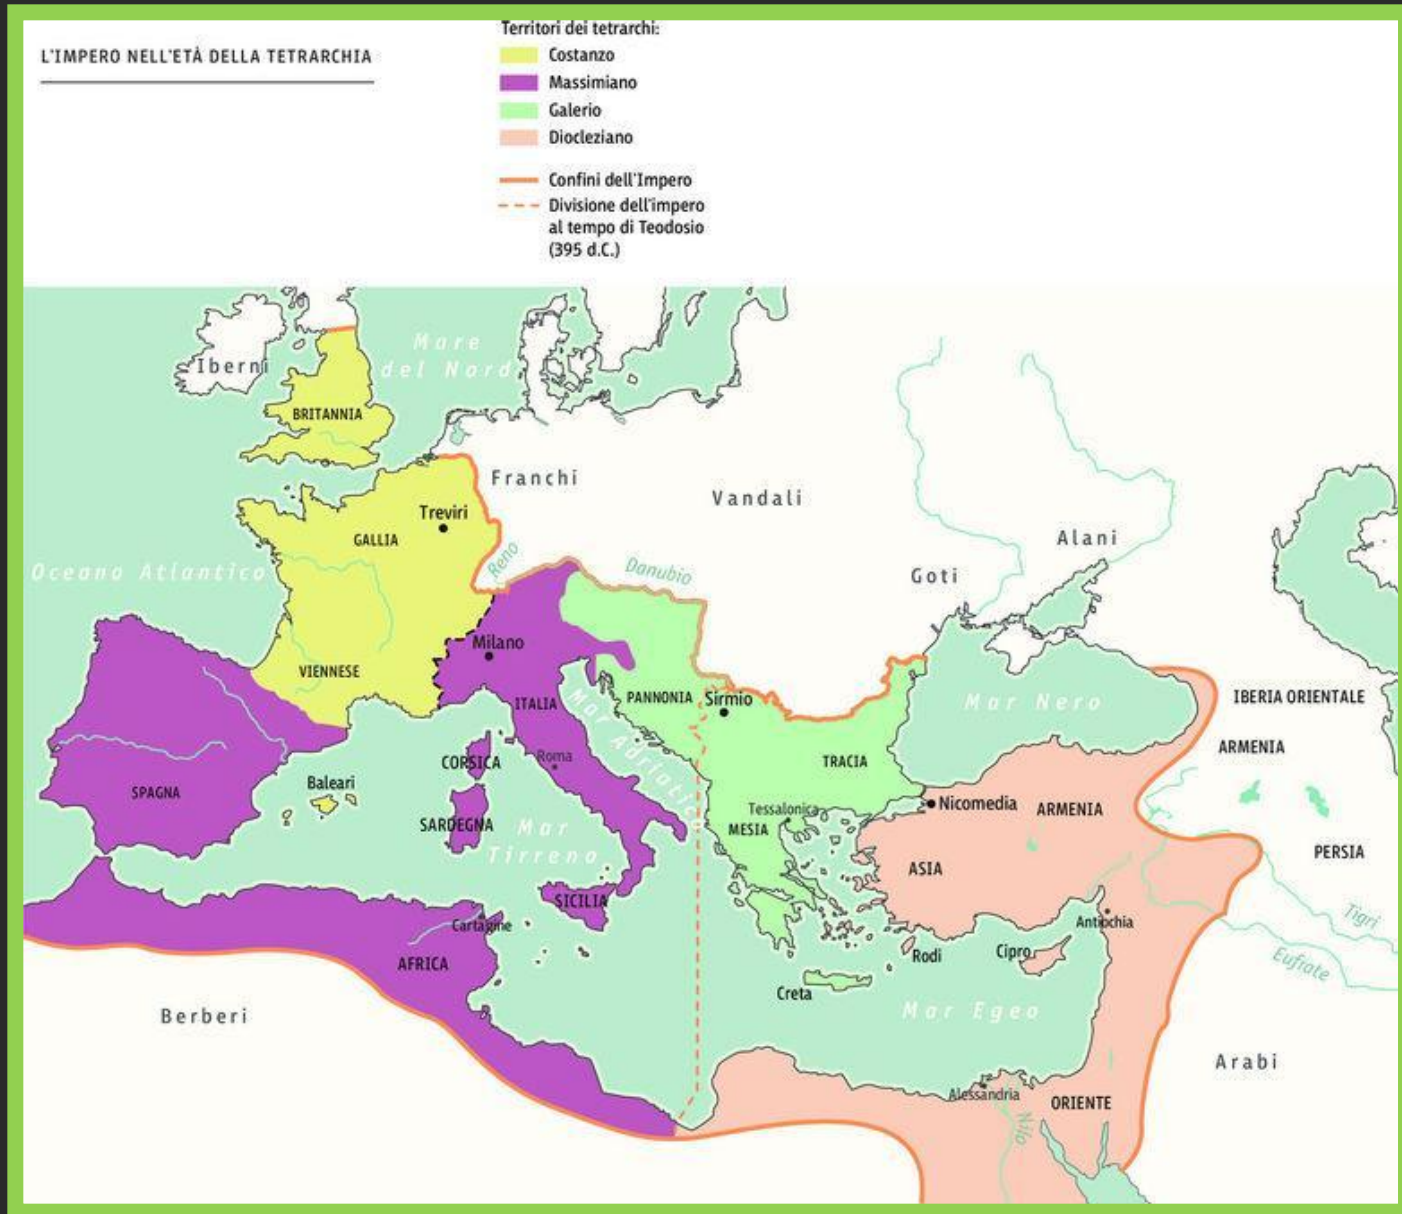 L'IMPERO NELL'ETÀ DELLA TETRARCHIA
Territori dei tetrarchi:
Costanzo
Massimiano
Galerio
Diocleziano
Confini dell'Impero
Divisione dell'impero
al tempo di Teodosio
(395 d.C.)
Mare
del Nord
Iberni
BRITANNIA
Franchi
Vandali
Treviri
GALLIA
Alani
Reno
Danubio
Goti
Oceano Atlantico
Milano
VIENNESE
PANNONIA
Sirmio
Mar Nero
IBERIA ORIENTALE
ITALIA
Mar Adriatico
ARMENIA
CORSICA
Roma
TRACIA
Baleari
SPAGNA
Nicomedia
ARMENIA
Tessalonica
SARDEGNA
Mar
Tirreno
MESIA
PERSIA
ASIA
SICILIA
Cartagine
Antiochia
Tigri
Rodi
Cipro
AFRICA
Eufrate
Creta
Mar Egeo
Berberi
Arabi
Alessandria
ORIENTE
Nilo